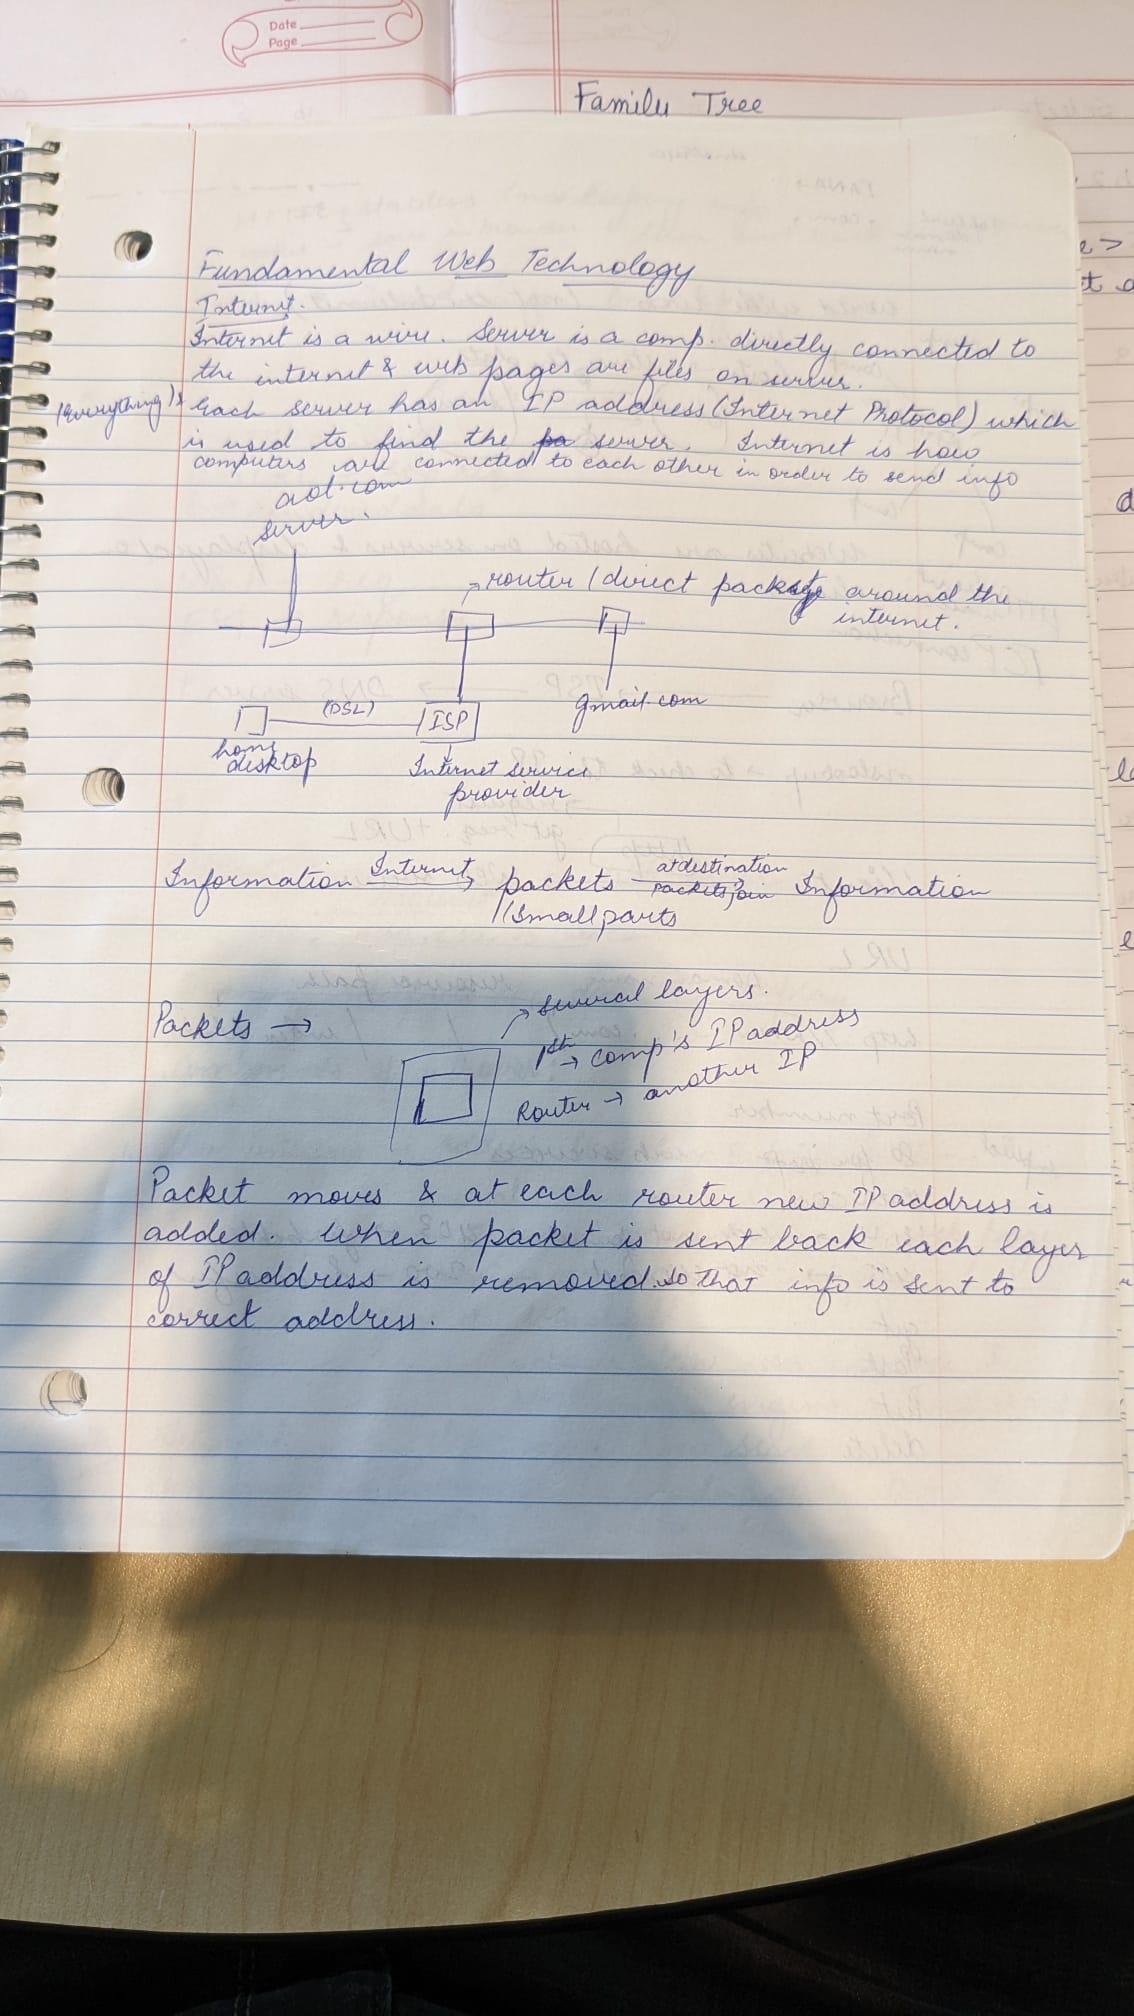 Date
Page
Family Tree
Fundamental Web Technology
Internet.
Internet is a wire. Server is a comp. directly connected to
the internet & web pages are files on server.
(everything)'s Each server has an IP address (Internet Protocol) which
is used to find the server. Internet is how
computers are connected to each other in order to send info
aol.com
server.
router / direct package around the
internet.
(DSL)
ISP
gmail.com
home
desktop
Internet service
provider
Information Internet packets at destination packets join Information
// Small parts
Packets →
several layers.
1st → comp's IP address
Router → another IP
Packet moves & at each router new IP address is
added. When packet is sent back each layer
of IP address is removed so that info is sent to
correct address.